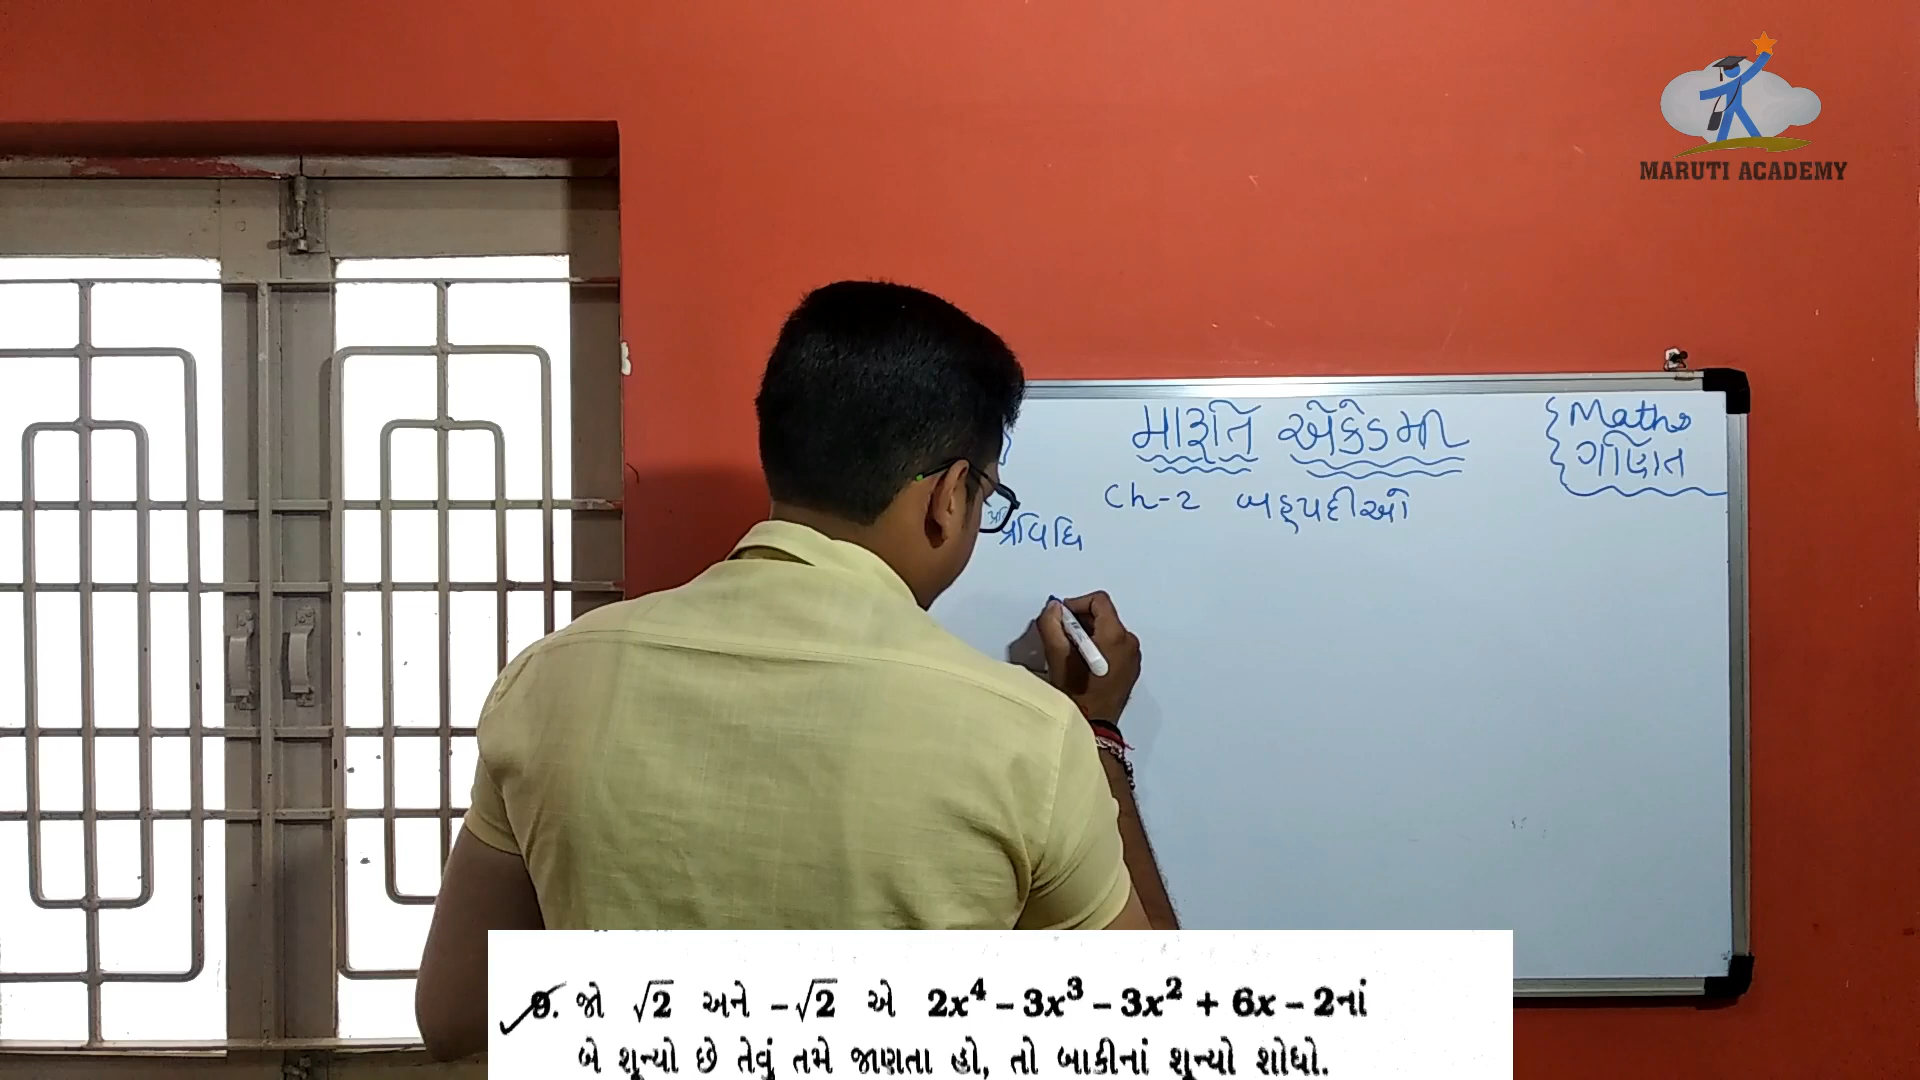 MARUTI ACADEMY
મારૂતિ એકેડમી
Maths
ગણિત
Ch-2 બહુપદીઓ
પ્રવિધિ
9. જો √2 અને -√2 એ 2x⁴ - 3x³ - 3x² + 6x - 2નાં
બે શૂન્યો છે તેવું તમે જાણતા હો, તો બાકીનાં શૂન્યો શોધો.